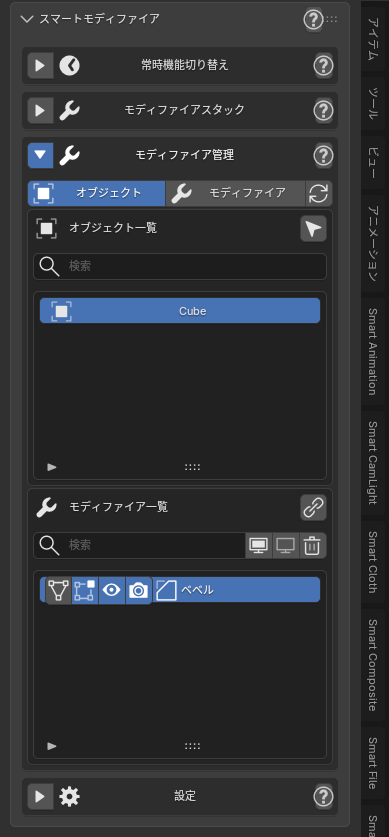 スマートモディファイア
常時機能切り替え
モディファイアスタック
モディファイア管理
オブジェクト
モディファイア
オブジェクト一覧
検索
Cube
モディファイア一覧
検索
ベベル
設定
アイテム
ツール
ビュー
アニメーション
Smart Animation
Smart CamLight
Smart Cloth
Smart Composite
Smart File